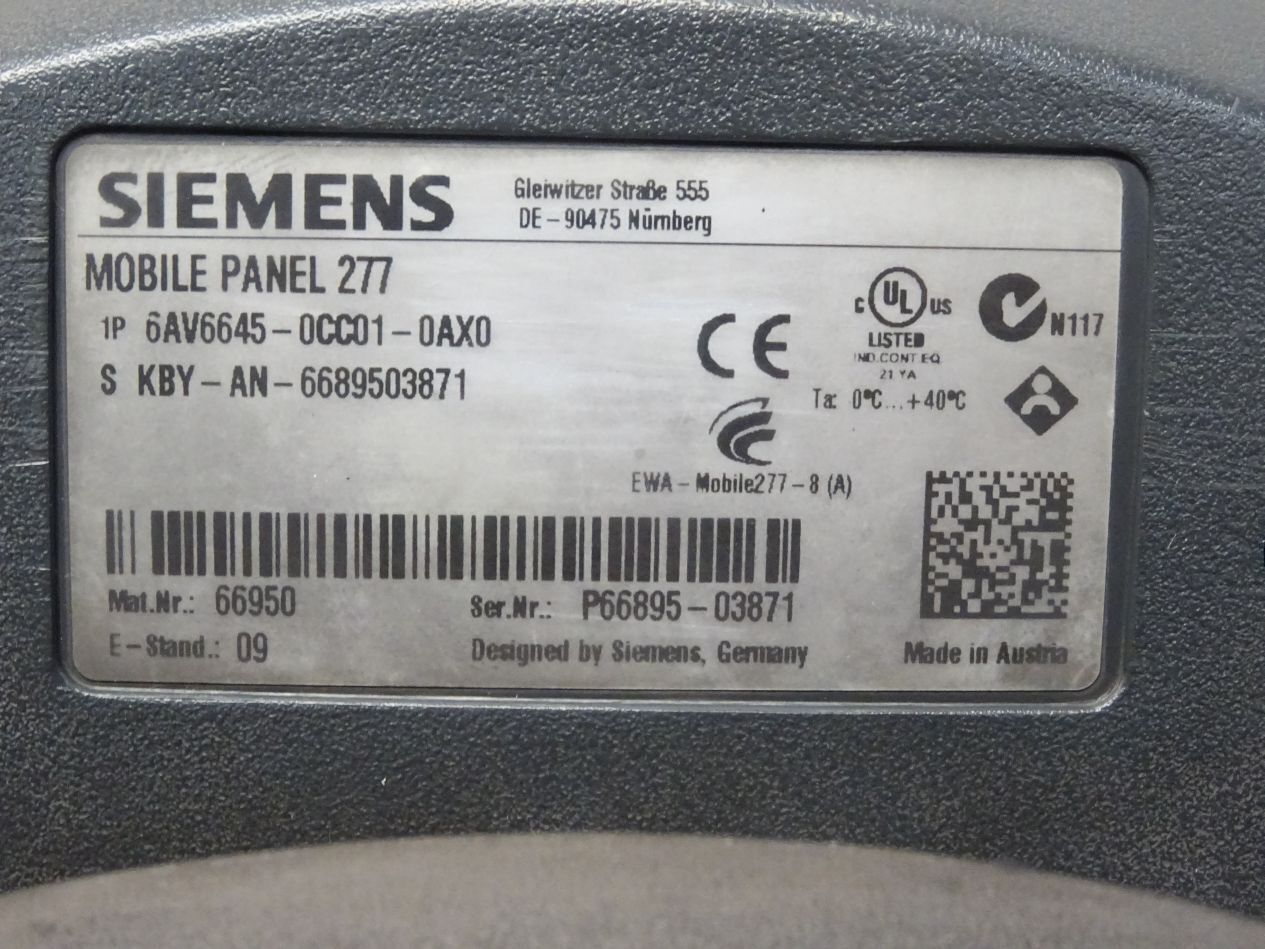 SIEMENS
Gleiwitzer Straße 555
DE-90475 Nürnberg
MOBILE PANEL 277
1P 6AV6645-0CC01-0AX0
S KBY-AN-6689503871
CE
C UL US
LISTED
IND.CONT EQ
21 YA
N117
Ta: 0°C...+40°C
EWA-Mobile277-8 (A)
Mat.Nr.: 66950
Ser.Nr.: P66895-03871
E-Stand.: 09
Designed by Siemens, Germany
Made in Austria